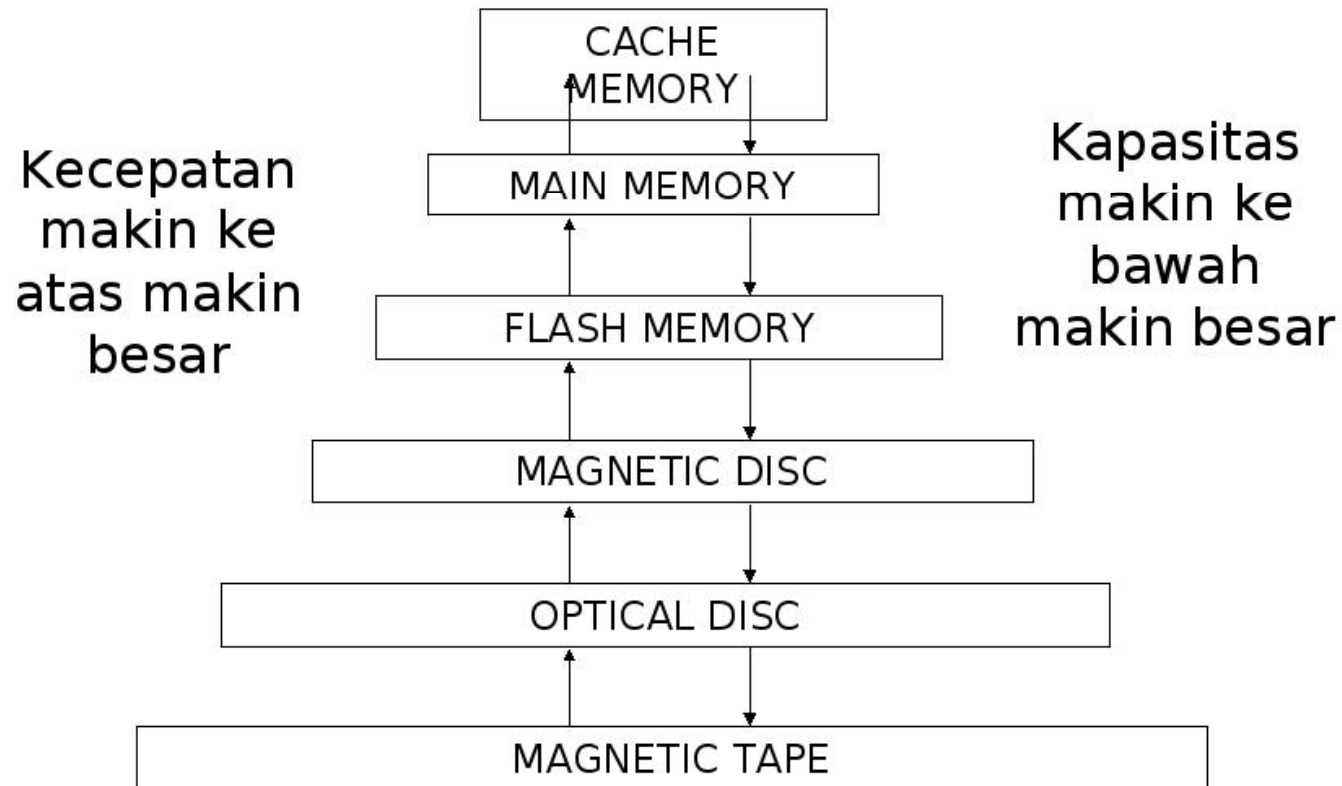 CACHE
MEMORY
Kecepatan
makin ke
atas makin
besar
Kapasitas
makin ke
bawah
makin besar
MAIN MEMORY
FLASH MEMORY
MAGNETIC DISC
OPTICAL DISC
MAGNETIC TAPE